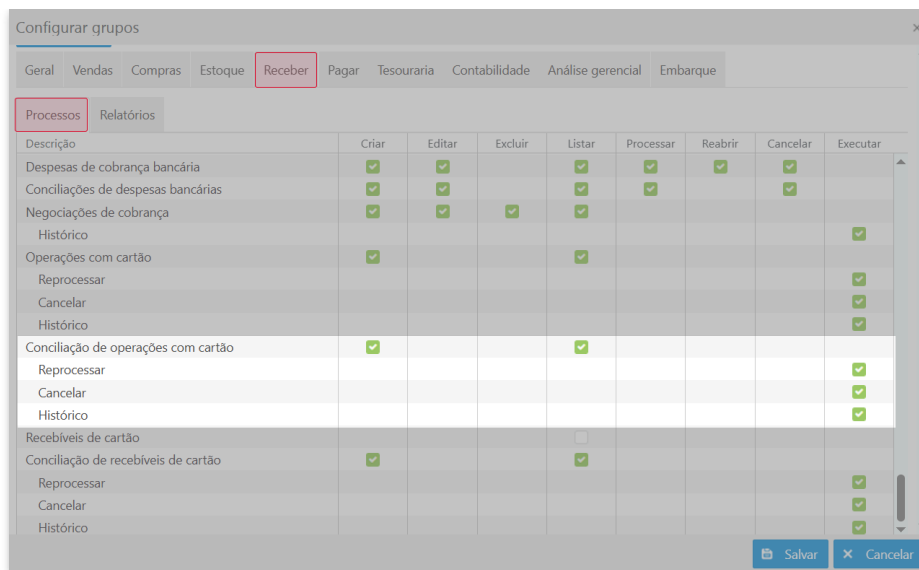 Configurar grupos
Geral Vendas Compras Estoque Receber Pagar Tesouraria Contabilidade Análise gerencial Embarque
Processos Relatórios
Descrição Criar Editar Excluir Listar Processar Reabrir Cancelar Executar
Despesas de cobrança bancária
Conciliações de despesas bancárias
Negociações de cobrança
Histórico
Operações com cartão
Reprocessar
Cancelar
Histórico
Conciliação de operações com cartão
Reprocessar
Cancelar
Histórico
Recebíveis de cartão
Conciliação de recebíveis de cartão
Reprocessar
Cancelar
Histórico
Salvar Cancelar